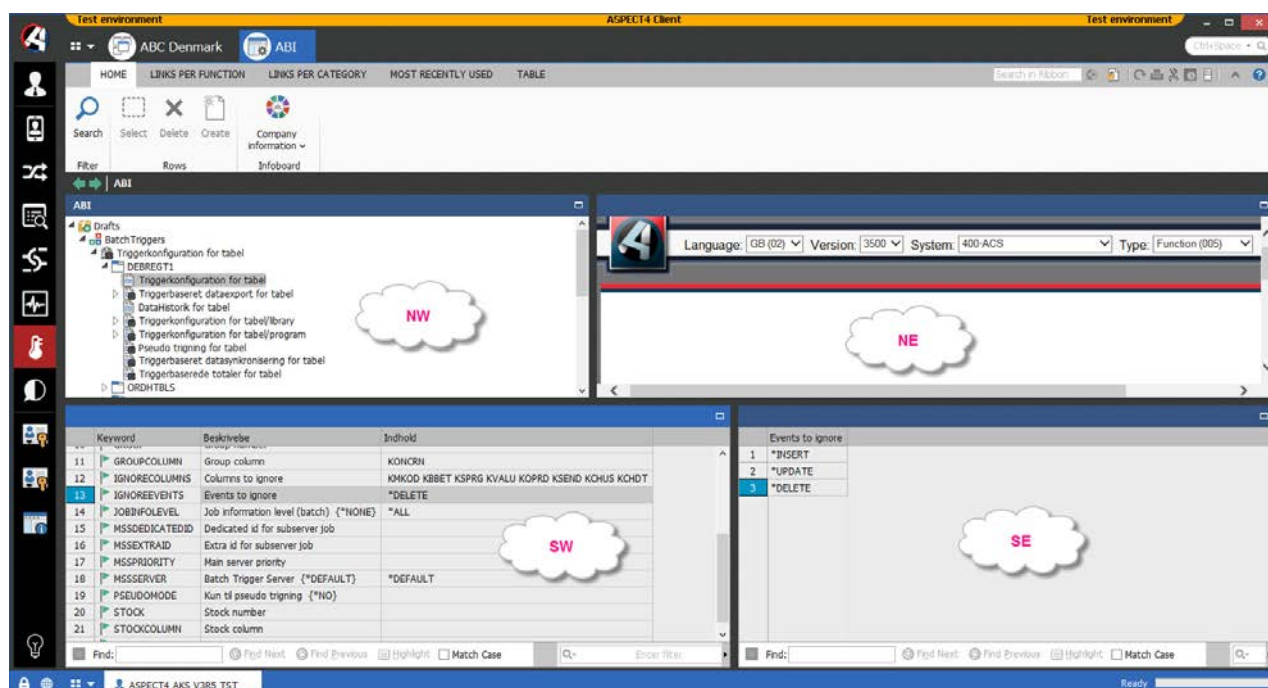 Test environment ASPECT4 Client Test environment
ABC Denmark ABI Ctrl+Space
HOME LINKS PER FUNCTION LINKS PER CATEGORY MOST RECENTLY USED TABLE Search in Ribbon
Search Select Delete Create Company information
Filter Rows Infoboard
ABI
ABI
Drafts
BatchTriggers
Triggerkonfiguration for tabel
DEBREGT1
Triggerkonfiguration for tabel
Triggerbaseret dataexport for tabel
DataHistorik for tabel
Triggerkonfiguration for tabel/library
Triggerkonfiguration for tabel/program
Pseudo trigning for tabel
Triggerbaseret datasynkronisering for tabel
Triggerbaserede totaler for tabel
ORDHTBLS
NW
4
Language: GB (02) Version: 3500 System: 400-ACS Type: Function (005)
NE
Keyword Beskrivelse Indhold
11 GROUPCOLUMN Group column KONCRN
12 IGNORECOLUMNS Columns to ignore KMKOD KBBET KSPRG KVALU KOPRD KSEND KCHUS KCHDT
13 IGNOREEVENTS Events to ignore *DELETE
14 JOBINFOLEVEL Job information level (batch) {*NONE} *ALL
15 MSSDEDICATEDID Dedicated id for subserver job
16 MSSEXTRAID Extra id for subserver job
17 MSSPRIORITY Main server priority
18 MSSSERVER Batch Trigger Server {*DEFAULT} *DEFAULT
19 PSEUDOMODE Kun til pseudo trigning {*NO}
20 STOCK Stock number
21 STOCKCOLUMN Stock column
SW
Find: Find Next Find Previous Highlight Match Case Enter filter
Events to ignore
1 *INSERT
2 *UPDATE
3 *DELETE
SE
Find: Find Next Find Previous Highlight Match Case
ASPECT4 AKS V3R5 TST Ready